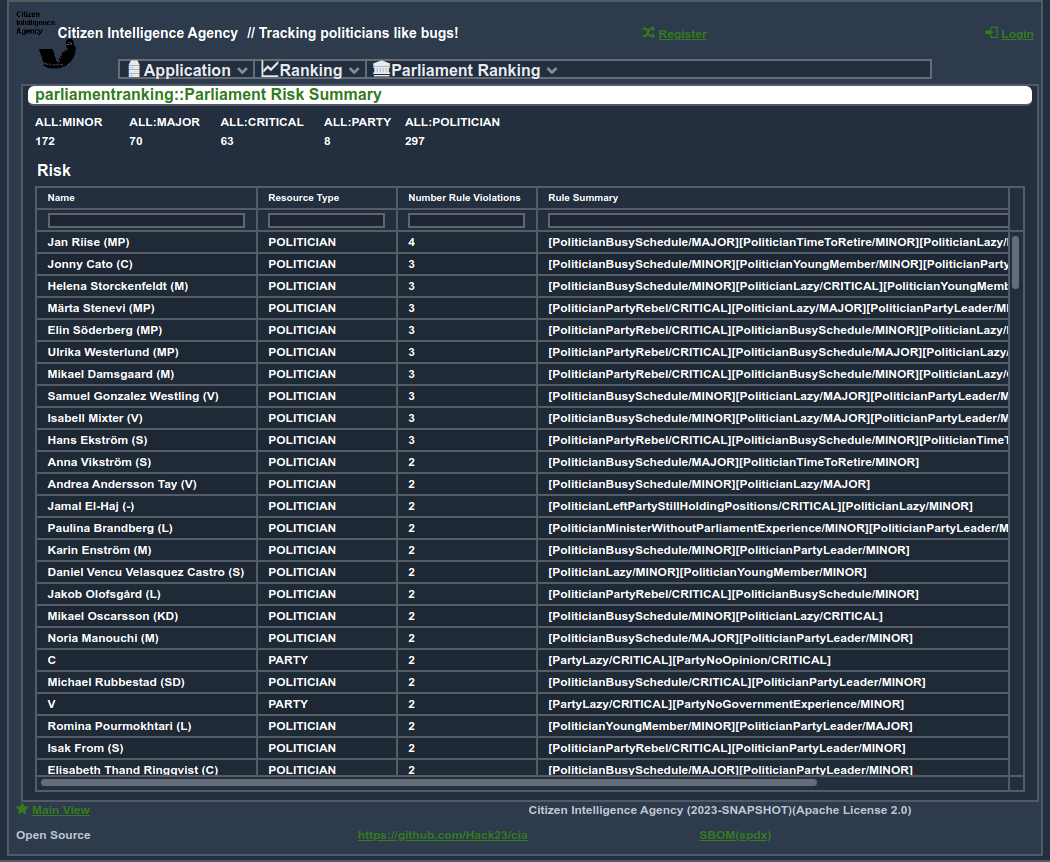 Citizen
Intelligence
Agency
Citizen Intelligence Agency // Tracking politicians like bugs!
Register
Login
Application
Ranking
Parliament Ranking
parliamentranking::Parliament Risk Summary
ALL:MINOR ALL:MAJOR ALL:CRITICAL ALL:PARTY ALL:POLITICIAN
172 70 63 8 297
Risk
Name Resource Type Number Rule Violations Rule Summary
Jan Riise (MP) POLITICIAN 4 [PoliticianBusySchedule/MAJOR][PoliticianTimeToRetire/MINOR][PoliticianLazy/
Jonny Cato (C) POLITICIAN 3 [PoliticianBusySchedule/MINOR][PoliticianYoungMember/MINOR][PoliticianParty
Helena Storckenfeldt (M) POLITICIAN 3 [PoliticianBusySchedule/MINOR][PoliticianLazy/CRITICAL][PoliticianYoungMemb
Märta Stenevi (MP) POLITICIAN 3 [PoliticianPartyRebel/CRITICAL][PoliticianLazy/MAJOR][PoliticianPartyLeader/MI
Elin Söderberg (MP) POLITICIAN 3 [PoliticianPartyRebel/CRITICAL][PoliticianBusySchedule/MINOR][PoliticianLazy/
Ulrika Westerlund (MP) POLITICIAN 3 [PoliticianPartyRebel/CRITICAL][PoliticianBusySchedule/MAJOR][PoliticianLazy/
Mikael Damsgaard (M) POLITICIAN 3 [PoliticianPartyRebel/CRITICAL][PoliticianBusySchedule/MINOR][PoliticianLazy/
Samuel Gonzalez Westling (V) POLITICIAN 3 [PoliticianBusySchedule/MINOR][PoliticianLazy/MAJOR][PoliticianPartyLeader/M
Isabell Mixter (V) POLITICIAN 3 [PoliticianBusySchedule/MINOR][PoliticianLazy/MAJOR][PoliticianPartyLeader/M
Hans Ekström (S) POLITICIAN 3 [PoliticianPartyRebel/CRITICAL][PoliticianBusySchedule/MINOR][PoliticianTimeT
Anna Vikström (S) POLITICIAN 2 [PoliticianBusySchedule/MAJOR][PoliticianTimeToRetire/MINOR]
Andrea Andersson Tay (V) POLITICIAN 2 [PoliticianBusySchedule/MINOR][PoliticianLazy/MAJOR]
Jamal El-Haj (-) POLITICIAN 2 [PoliticianLeftPartyStillHoldingPositions/CRITICAL][PoliticianLazy/MINOR]
Paulina Brandberg (L) POLITICIAN 2 [PoliticianMinisterWithoutParliamentExperience/MINOR][PoliticianPartyLeader/M
Karin Enström (M) POLITICIAN 2 [PoliticianBusySchedule/MINOR][PoliticianPartyLeader/MINOR]
Daniel Vencu Velasquez Castro (S) POLITICIAN 2 [PoliticianLazy/MINOR][PoliticianYoungMember/MINOR]
Jakob Olofsgård (L) POLITICIAN 2 [PoliticianPartyRebel/CRITICAL][PoliticianBusySchedule/MINOR]
Mikael Oscarsson (KD) POLITICIAN 2 [PoliticianBusySchedule/MINOR][PoliticianLazy/CRITICAL]
Noria Manouchi (M) POLITICIAN 2 [PoliticianBusySchedule/MAJOR][PoliticianPartyLeader/MINOR]
C PARTY 2 [PartyLazy/CRITICAL][PartyNoOpinion/CRITICAL]
Michael Rubbestad (SD) POLITICIAN 2 [PoliticianBusySchedule/CRITICAL][PoliticianPartyLeader/MINOR]
V PARTY 2 [PartyLazy/CRITICAL][PartyNoGovernmentExperience/MINOR]
Romina Pourmokhtari (L) POLITICIAN 2 [PoliticianYoungMember/MINOR][PoliticianPartyLeader/MAJOR]
Isak From (S) POLITICIAN 2 [PoliticianPartyRebel/CRITICAL][PoliticianPartyLeader/MINOR]
Elisabeth Thand Ringqvist (C) POLITICIAN 2 [PoliticianBusySchedule/MAJOR][PoliticianPartyLeader/MINOR]
Main View
Citizen Intelligence Agency (2023-SNAPSHOT)(Apache License 2.0)
Open Source
https://github.com/Hack23/cia
SBOM(spdx)